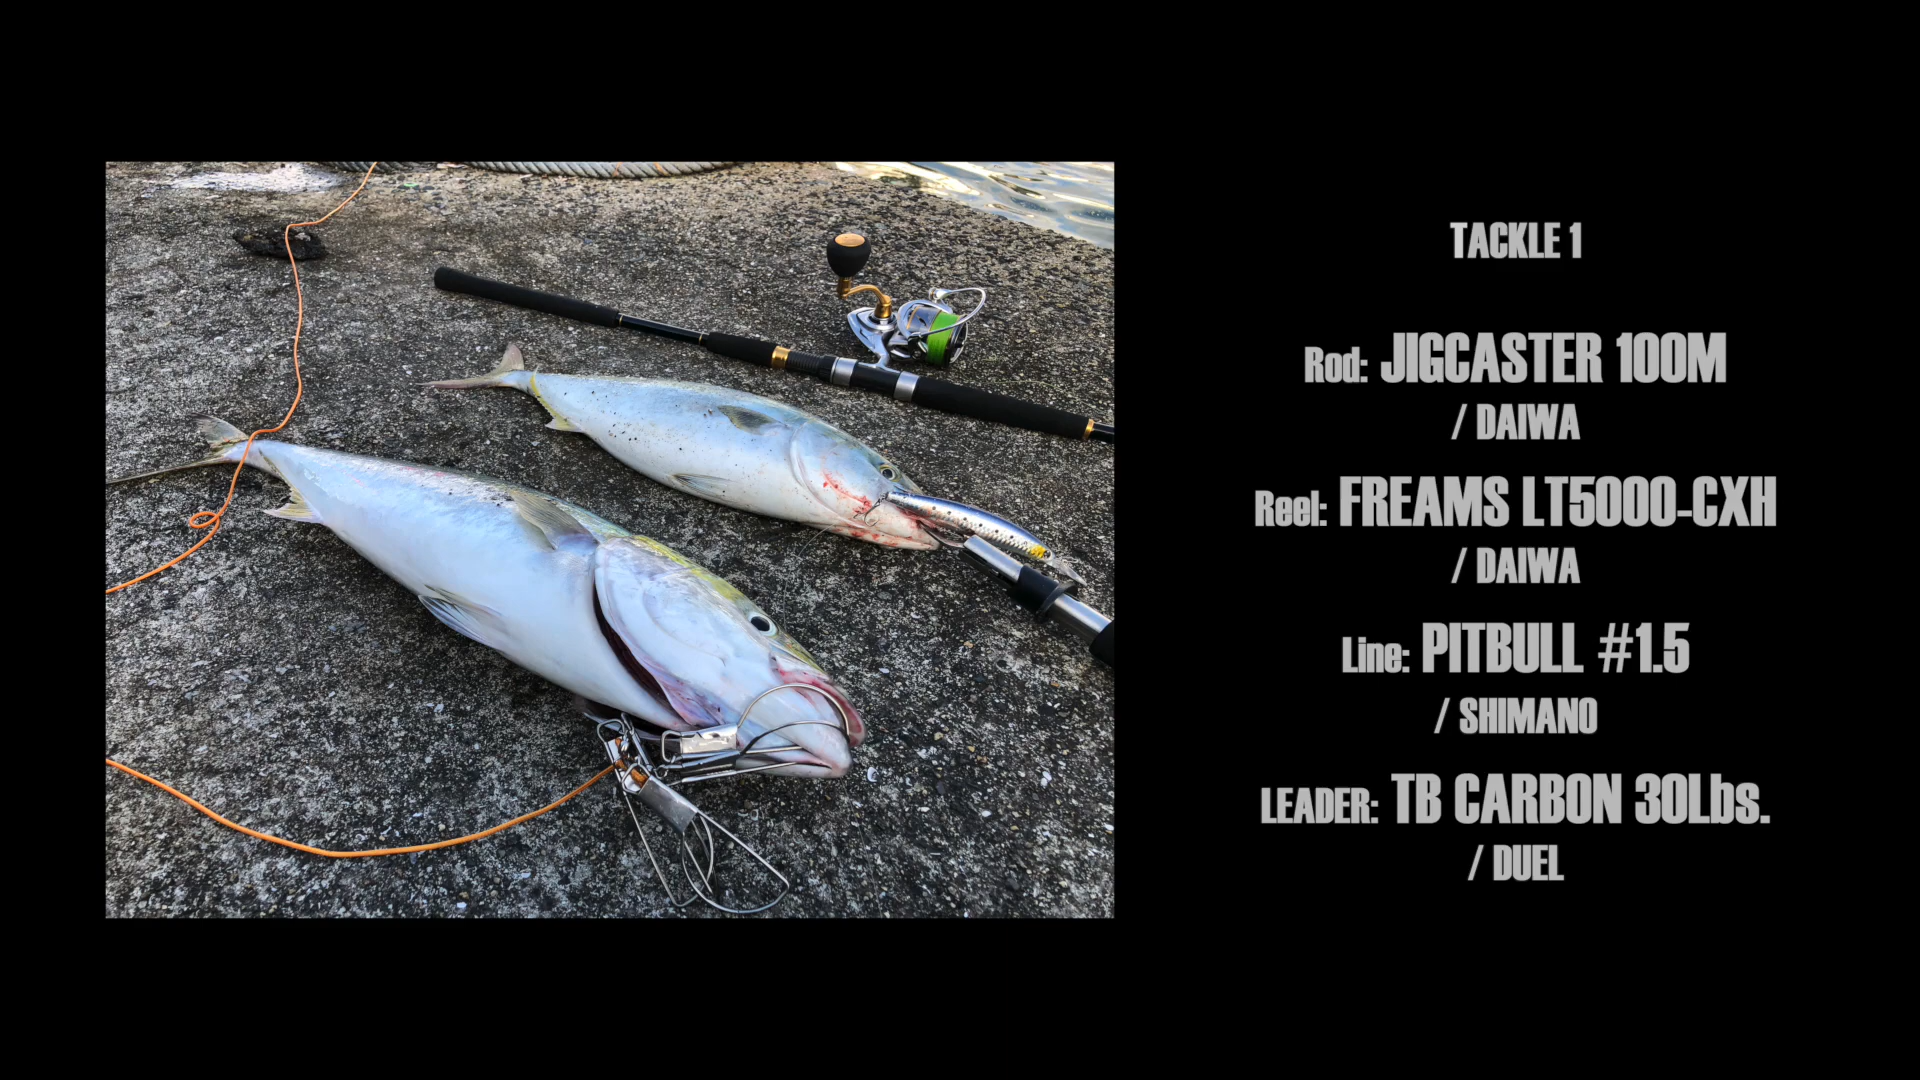 TACKLE 1
Rod: JIGCASTER 100M
/ DAIWA
Reel: FREAMS LT5000-CXH
/ DAIWA
Line: PITBULL #1.5
/ SHIMANO
LEADER: TB CARBON 30Lbs.
/ DUEL